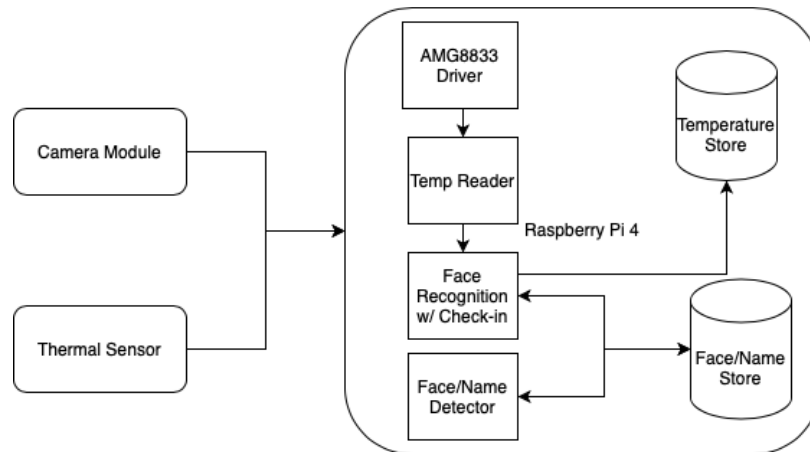 AMG8833
Driver
Camera Module
Temperature
Store
Temp Reader
Raspberry Pi 4
Face
Recognition
w/ Check-in
Thermal Sensor
Face/Name
Store
Face/Name
Detector